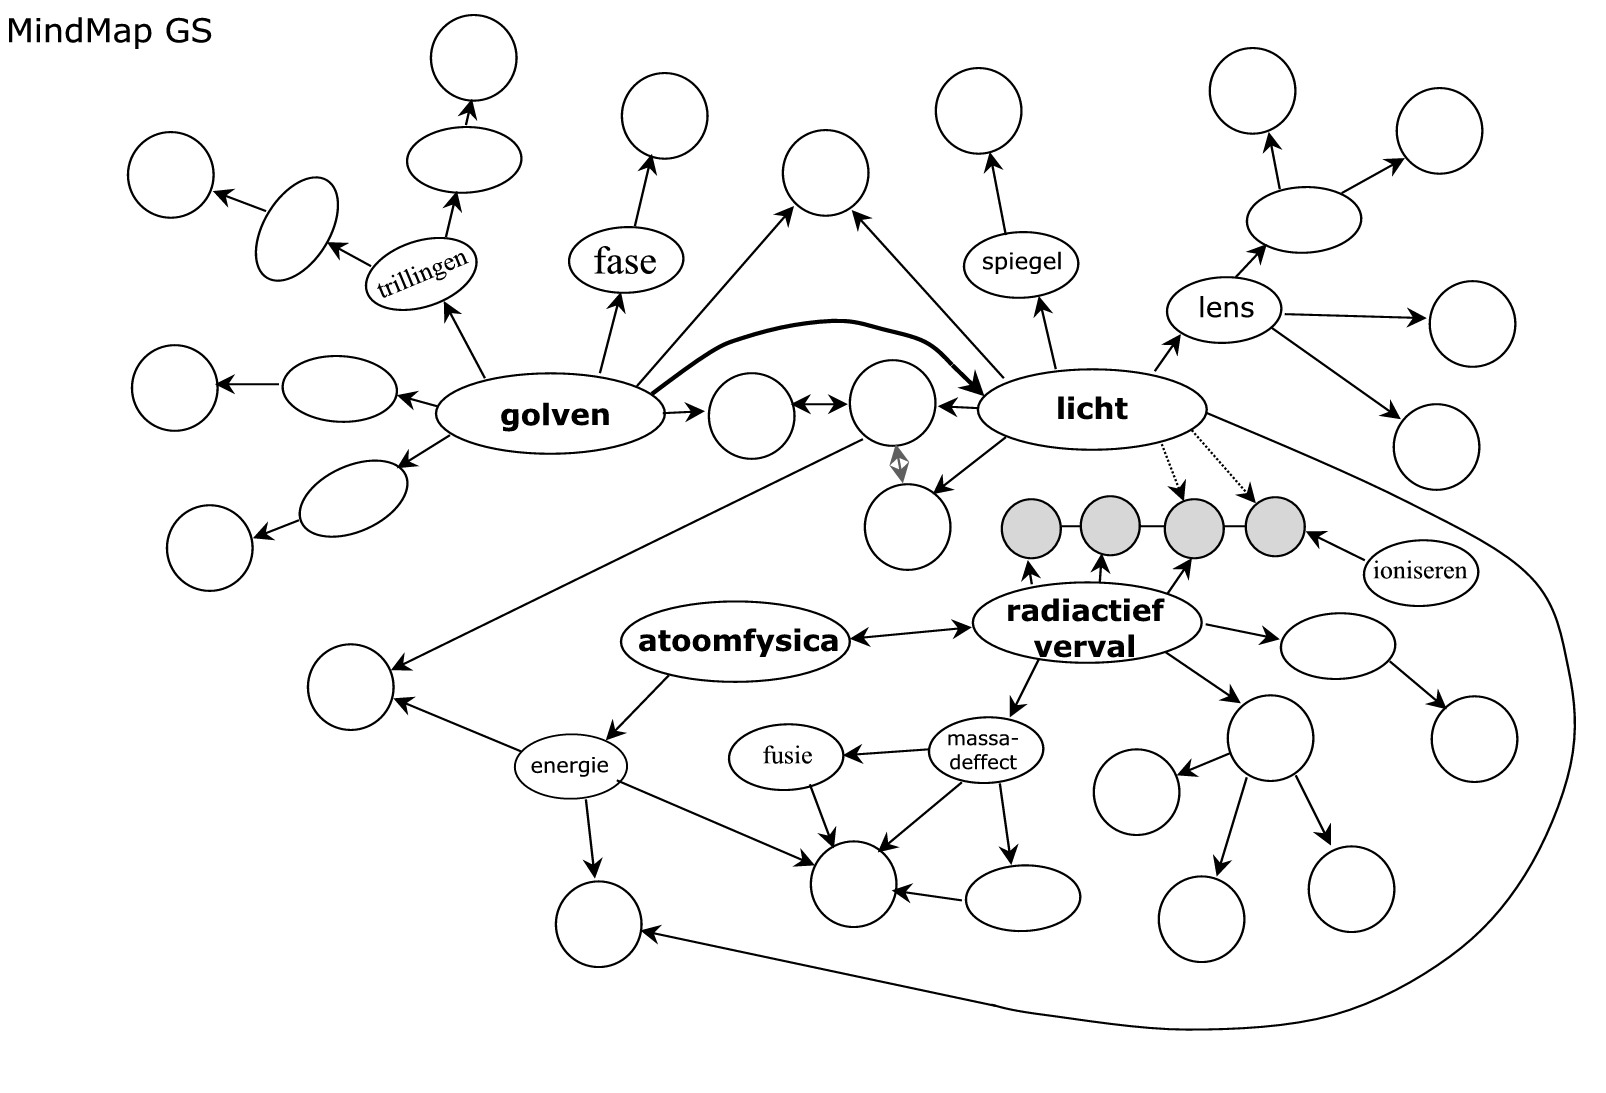 MindMap GS
trillingen
fase
spiegel
lens
golven
licht
ioniseren
radiactief
verval
atoomfysica
massa-
deffect
fusie
energie